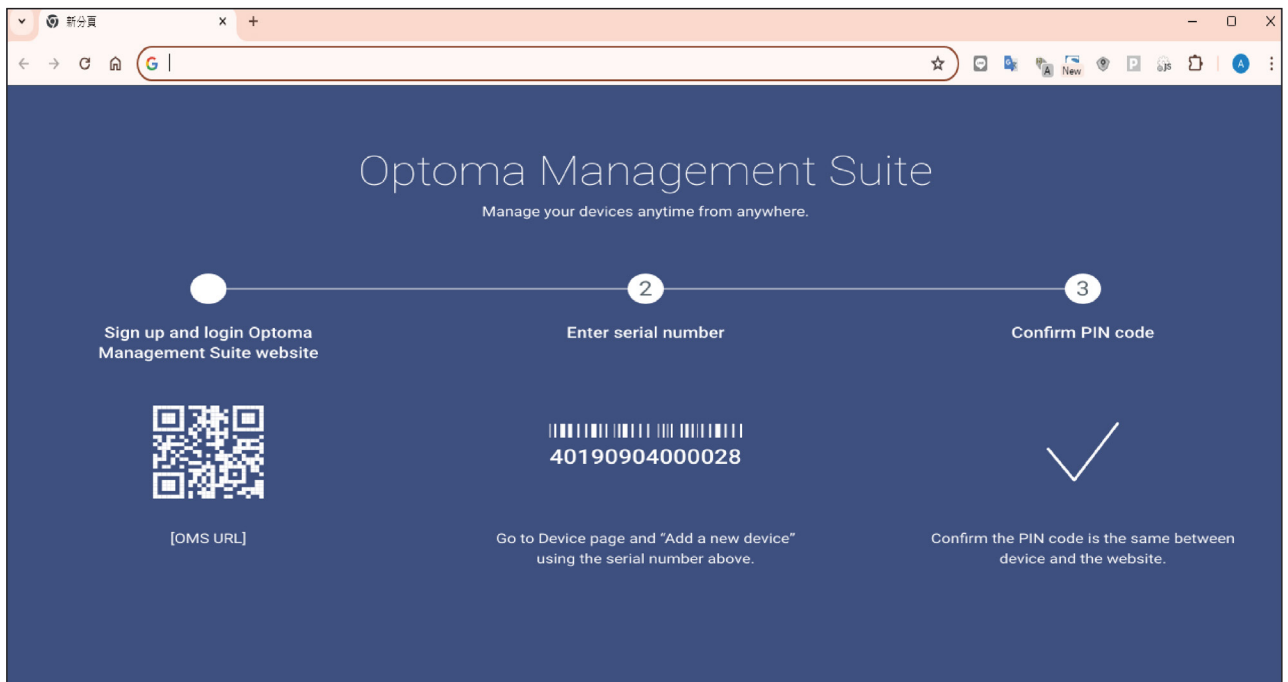 新分頁
New
A
Optoma Management Suite
Manage your devices anytime from anywhere.
2
3
Sign up and login Optoma
Management Suite website
Enter serial number
Confirm PIN code
40190904000028
[OMS URL]
Go to Device page and “Add a new device”
using the serial number above.
Confirm the PIN code is the same between
device and the website.